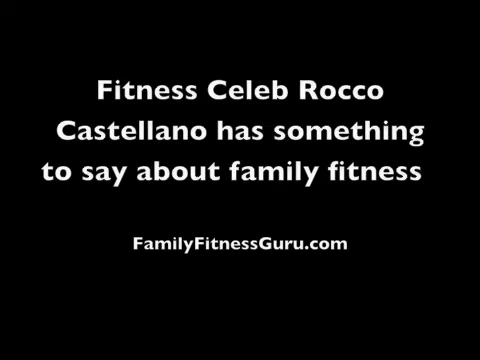 Fitness Celeb Rocco
Castellano has something
to say about family fitness
FamilyFitnessGuru.com